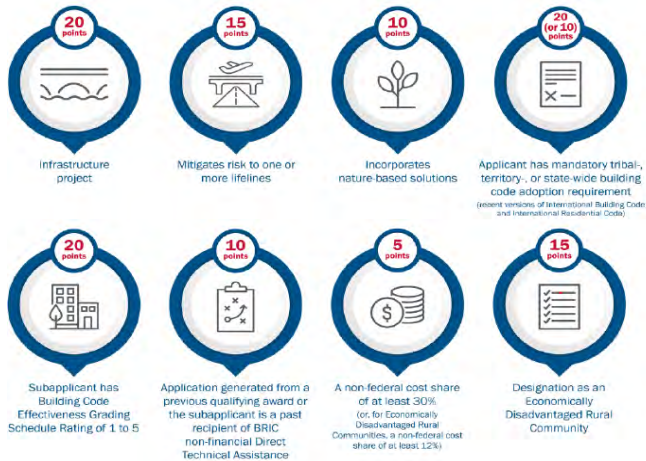 20
points
Infrastructure
project
15
points
Mitigates risk to one or
more lifelines
10
points
Incorporates
nature-based solutions
20
(or 10)
points
Applicant has mandatory tribal-,
territory-, or state-wide building
code adoption requirement
(recent versions of International Building Code
and International Residential Code)
20
points
Subapplicant has
Building Code
Effectiveness Grading
Schedule Rating of 1 to 5
10
points
Application generated from a
previous qualifying award or
the subapplicant is a past
recipient of BRIC
non-financial Direct
Technical Assistance
5
points
$
A non-federal cost share
of at least 30%
(or, for Economically
Disadvantaged Rural
Communities, a non-federal cost
share of at least 12%)
15
points
Designation as an
Economically
Disadvantaged Rural
Community